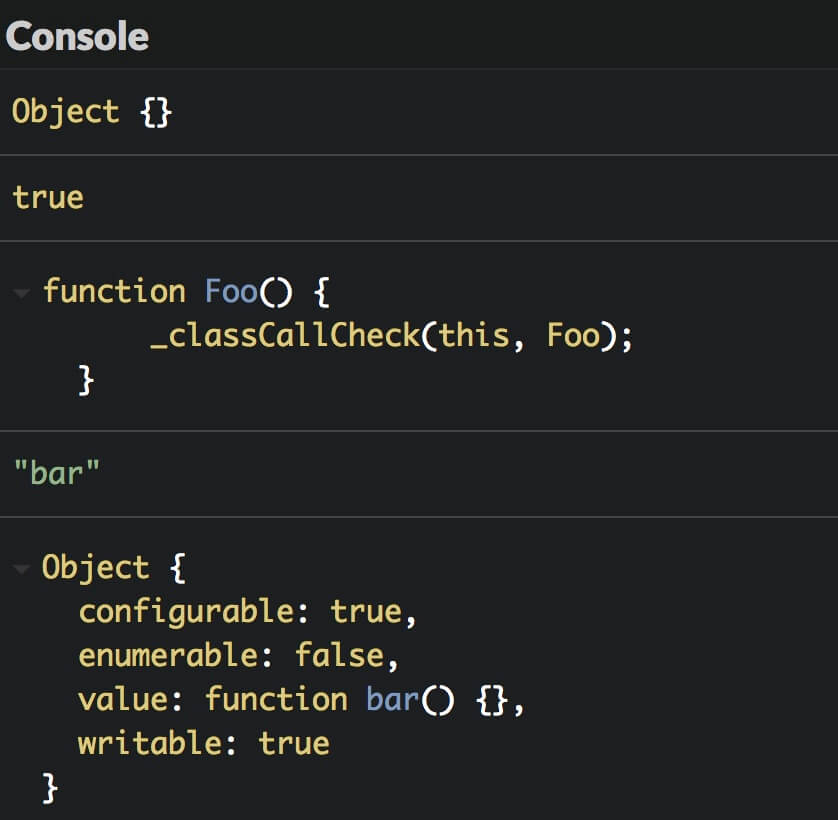 Console
Object {}
true
function Foo() {
_classCallCheck(this, Foo);
}
"bar"
Object {
configurable: true,
enumerable: false,
value: function bar() {},
writable: true
}